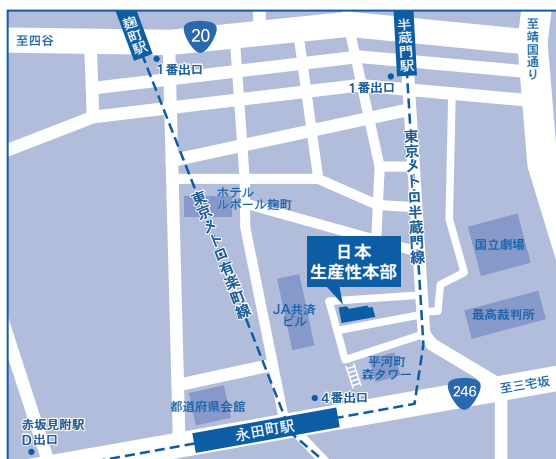 至四谷
麹町駅
20
1番出口
半蔵門駅
1番出口
至靖国通り
東京メトロ半蔵門線
東京メトロ有楽町線
ホテル
ルポール麹町
日本
生産性本部
国立劇場
JA共済
ビル
最高裁判所
平河町
森タワー
246
至三宅坂
都道府県会館
4番出口
赤坂見附駅
D出口
永田町駅